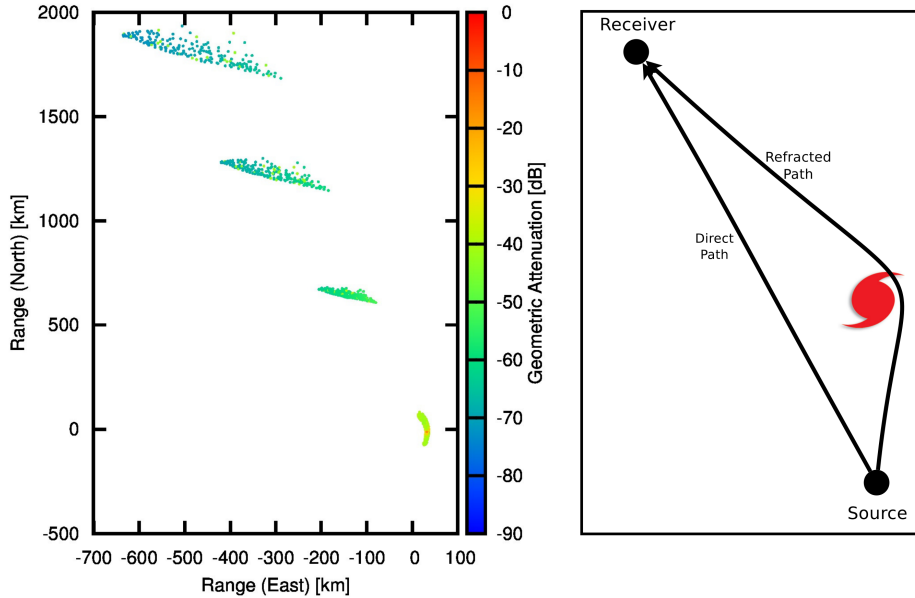 2000
1500
1000
500
0
-500
Range (North) [km]
-700 -600 -500 -400 -300 -200 -100 0 100
Range (East) [km]
0
-10
-20
-30
-40
-50
-60
-70
-80
-90
Geometric Attenuation [dB]
Receiver
Refracted
Path
Direct
Path
Source